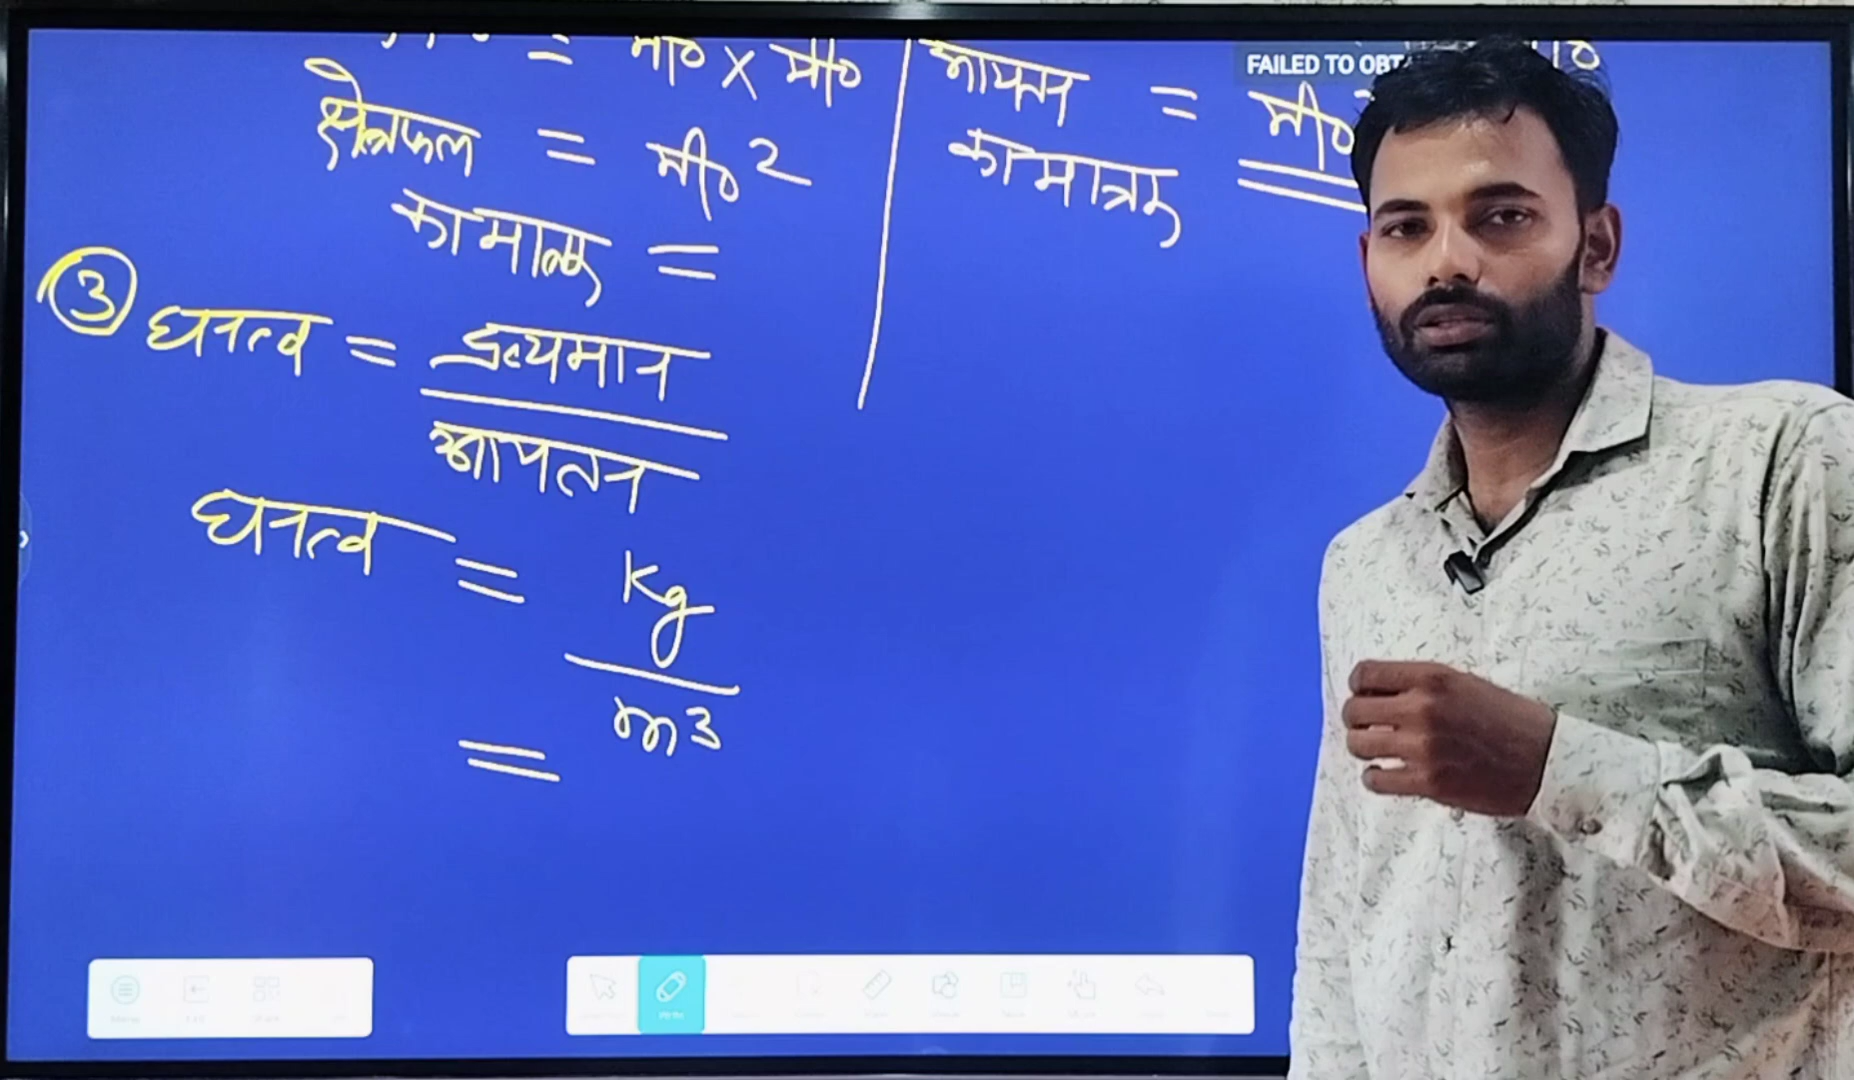 = मी० × मी०
क्षेत्रफल = मी०²
का मात्रक =
आयतन = मी०
का मात्रक
FAILED TO OBT
③ घनत्व = द्रव्यमान
आयतन
घनत्व = Kg
m³
=